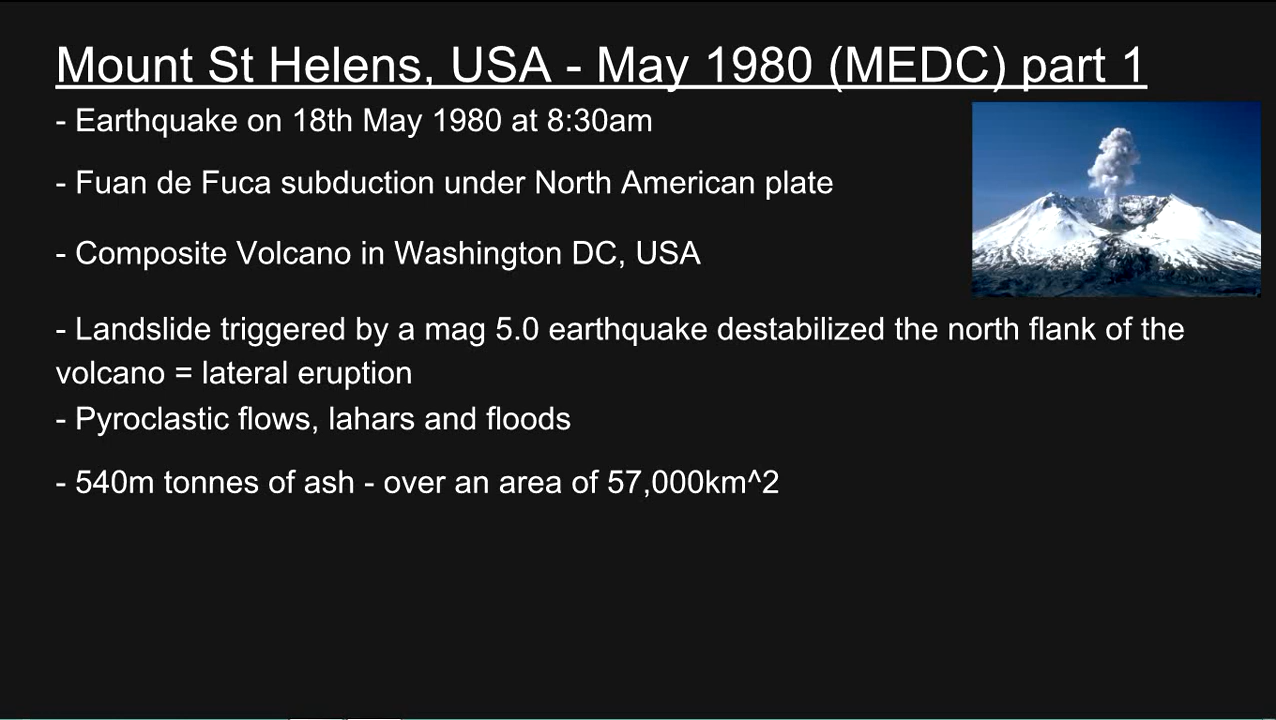 Mount St Helens, USA - May 1980 (MEDC) part 1
- Earthquake on 18th May 1980 at 8:30am
- Fuan de Fuca subduction under North American plate
- Composite Volcano in Washington DC, USA
- Landslide triggered by a mag 5.0 earthquake destabilized the north flank of the
volcano = lateral eruption
- Pyroclastic flows, lahars and floods
- 540m tonnes of ash - over an area of 57,000km^2